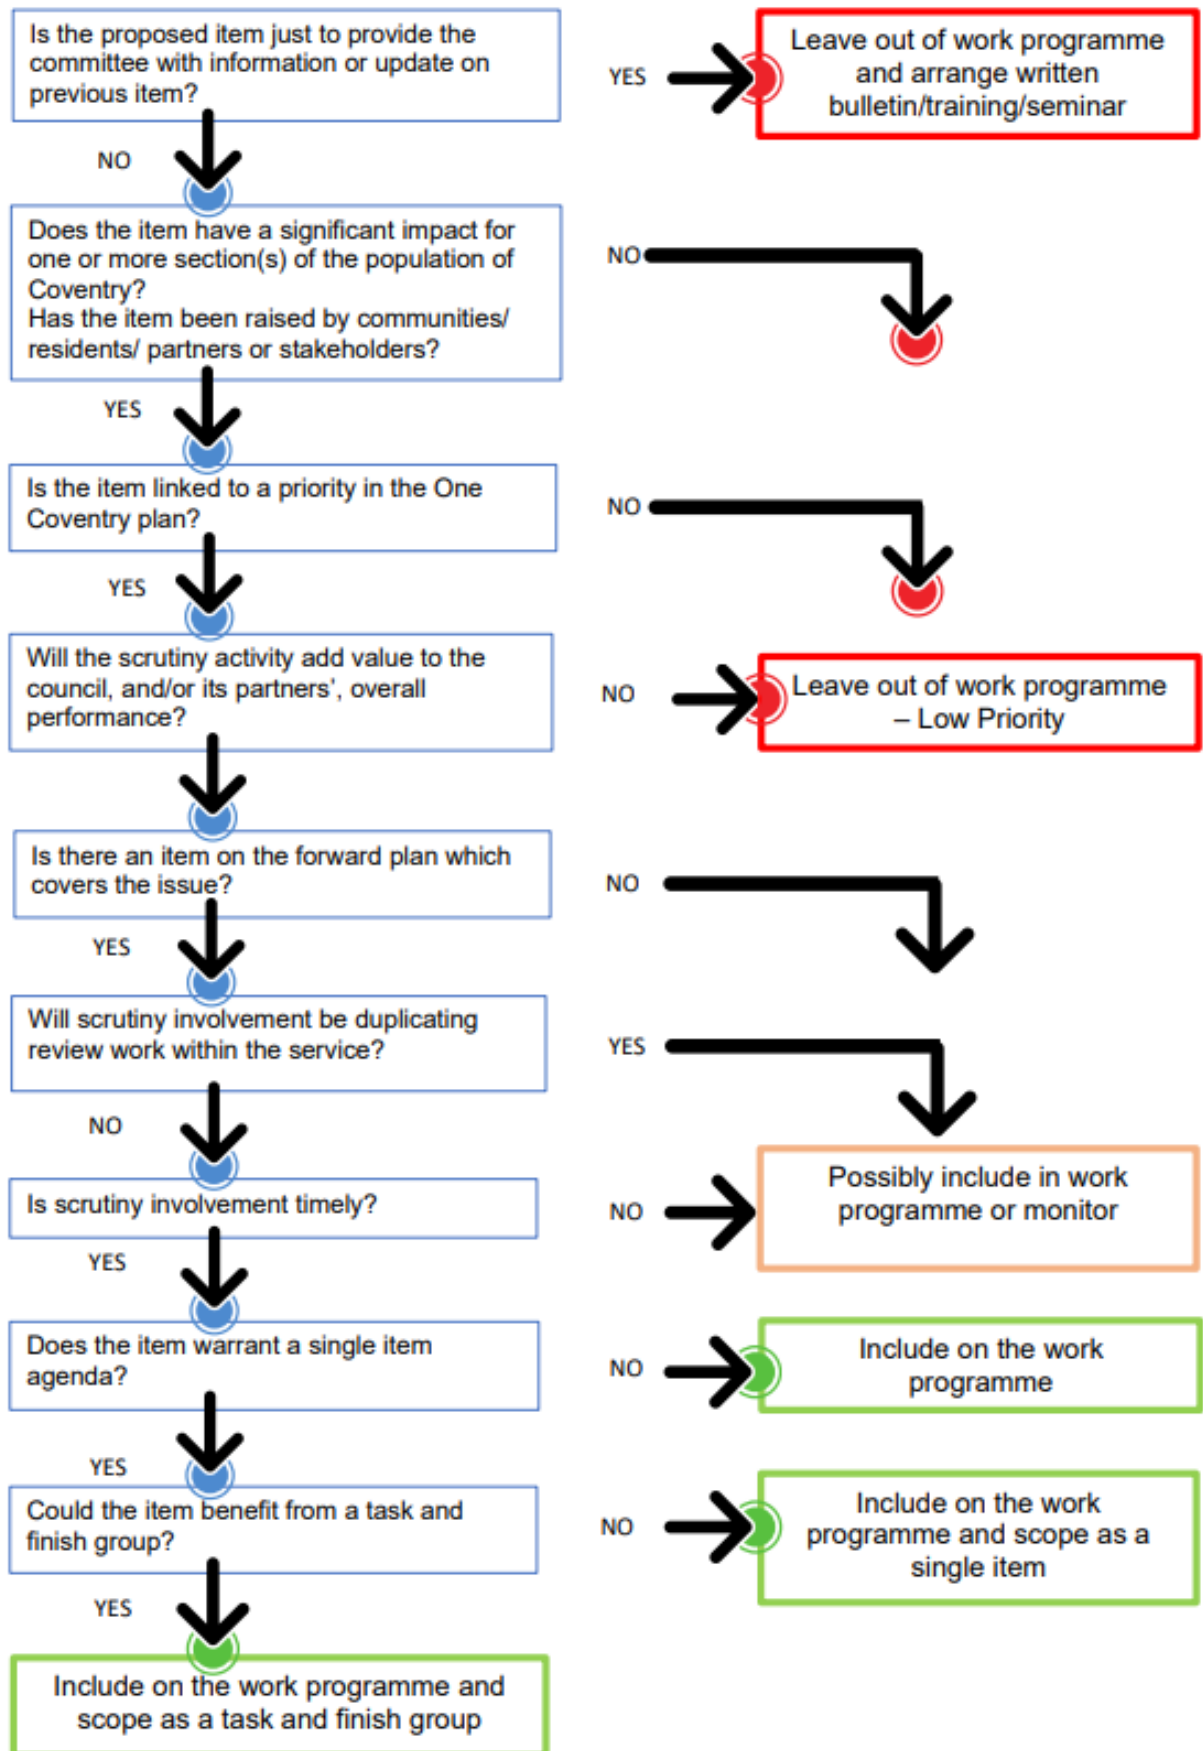 Is the proposed item just to provide the
committee with information or update on
previous item?
YES
Leave out of work programme
and arrange written
bulletin/training/seminar
NO
Does the item have a significant impact for
one or more section(s) of the population of
Coventry?
Has the item been raised by communities/
residents/ partners or stakeholders?
NO
YES
Is the item linked to a priority in the One
Coventry plan?
NO
YES
Will the scrutiny activity add value to the
council, and/or its partners', overall
performance?
NO
Leave out of work programme
– Low Priority
Is there an item on the forward plan which
covers the issue?
NO
YES
Will scrutiny involvement be duplicating
review work within the service?
YES
NO
Is scrutiny involvement timely?
NO
Possibly include in work
programme or monitor
YES
Does the item warrant a single item
agenda?
NO
Include on the work
programme
YES
Could the item benefit from a task and
finish group?
NO
Include on the work
programme and scope as a
single item
YES
Include on the work programme and
scope as a task and finish group